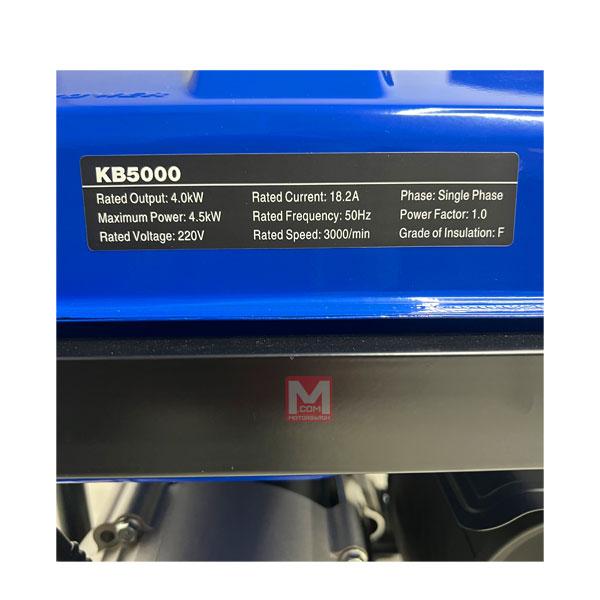 KB5000
Rated Output: 4.0kW
Maximum Power: 4.5kW
Rated Voltage: 220V
Rated Current: 18.2A
Rated Frequency: 50Hz
Rated Speed: 3000/min
Phase: Single Phase
Power Factor: 1.0
Grade of Insulation: F
M
.COM